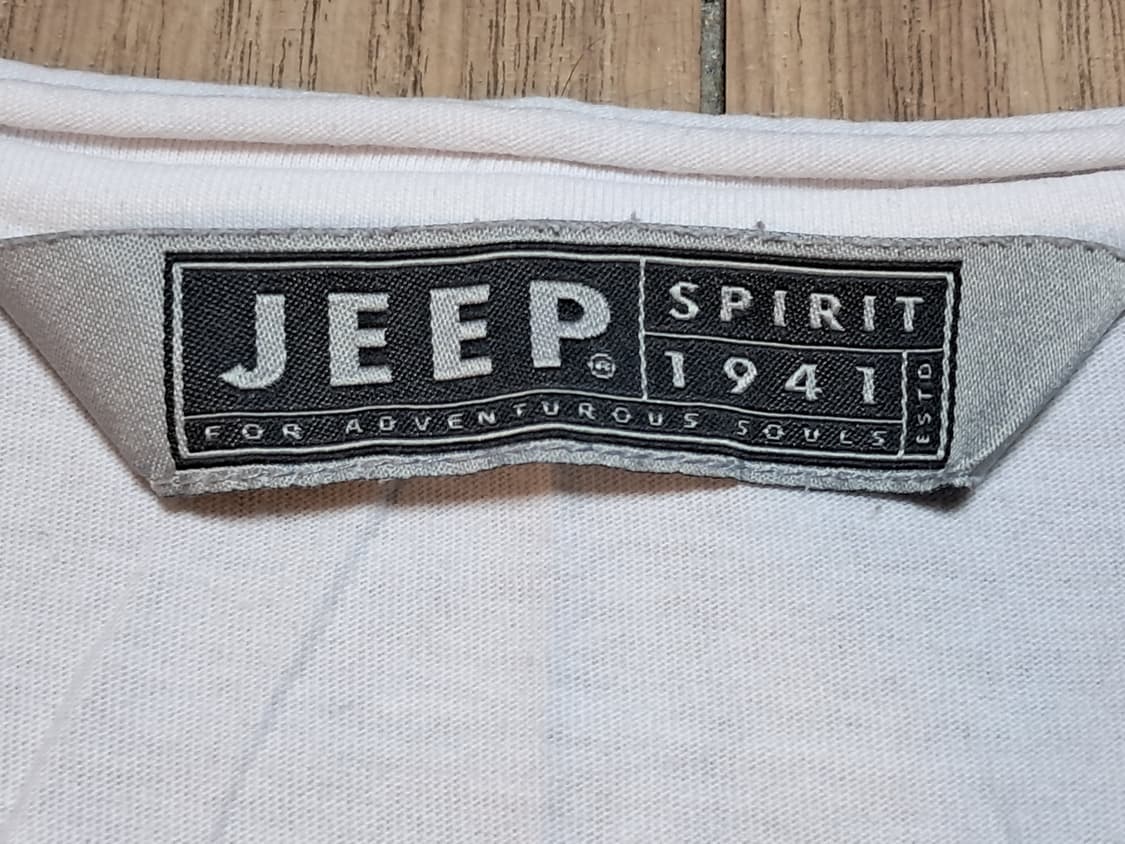 JEEP®
SPIRIT
1941
ESTD
FOR ADVENTUROUS SOULS